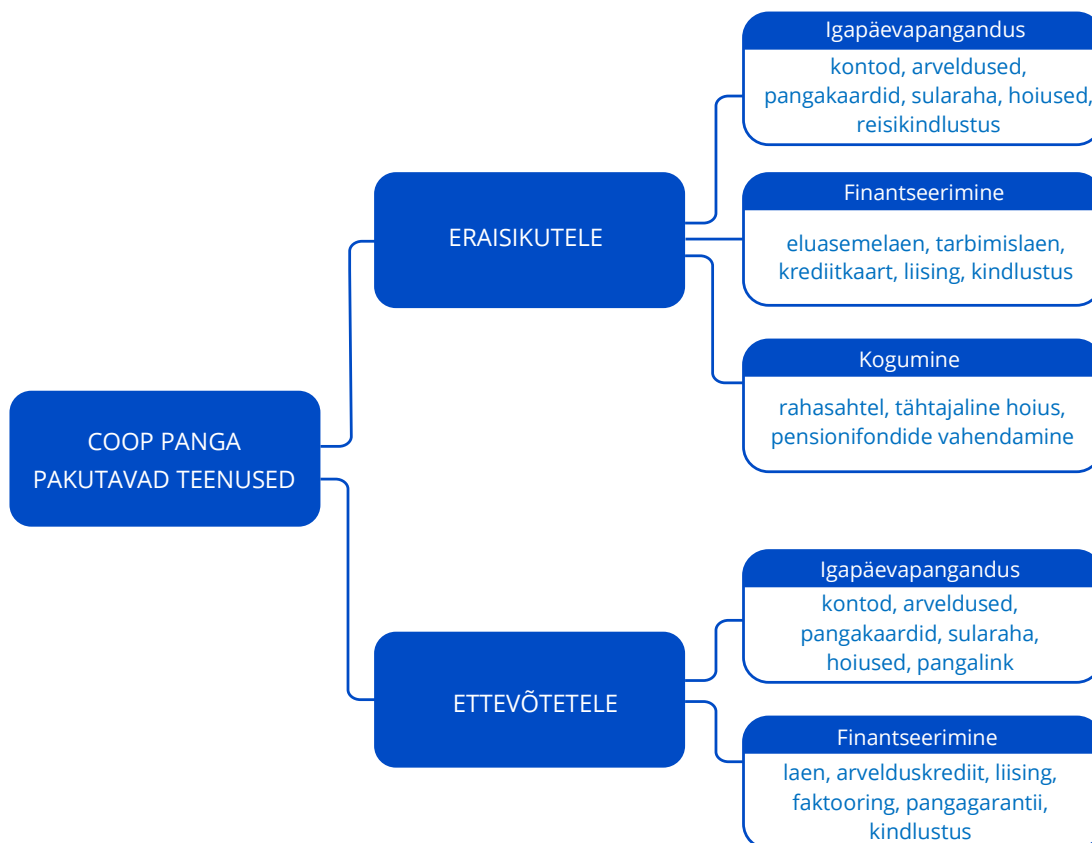 COOP PANGA
PAKUTAVAD TEENUSED
ERAISIKUTELE
Igapäevapangandus
kontod, arveldused,
pangakaardid, sularaha, hoiused,
reisikindlustus
Finantseerimine
eluasemelaen, tarbimislaen,
krediitkaart, liising, kindlustus
Kogumine
rahasahtel, tähtajaline hoius,
pensionifondide vahendamine
ETTEVÕTETELE
Igapäevapangandus
kontod, arveldused,
pangakaardid, sularaha,
hoiused, pangalink
Finantseerimine
laen, arvelduskrediit, liising,
faktooring, pangagarantii,
kindlustus